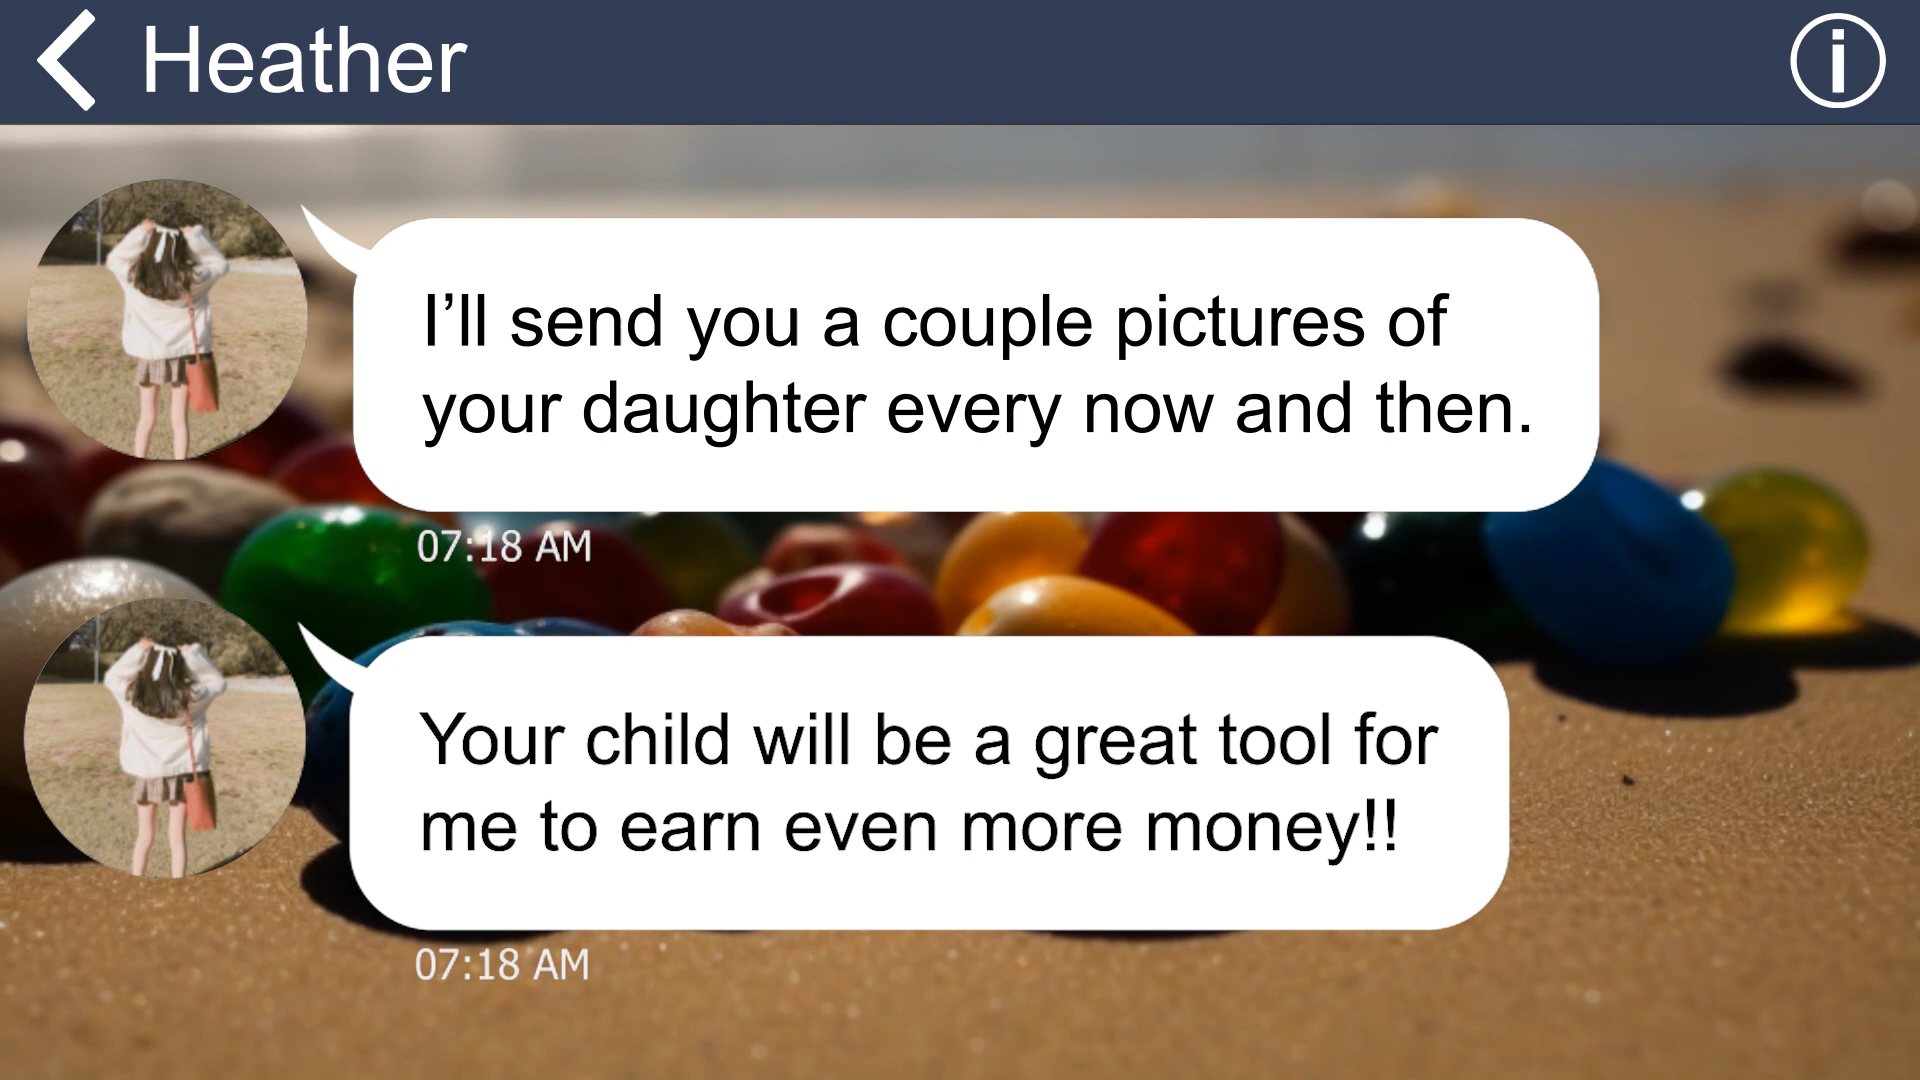 Heather
I’ll send you a couple pictures of
your daughter every now and then.
07:18 AM
Your child will be a great tool for
me to earn even more money!!
07:18 AM